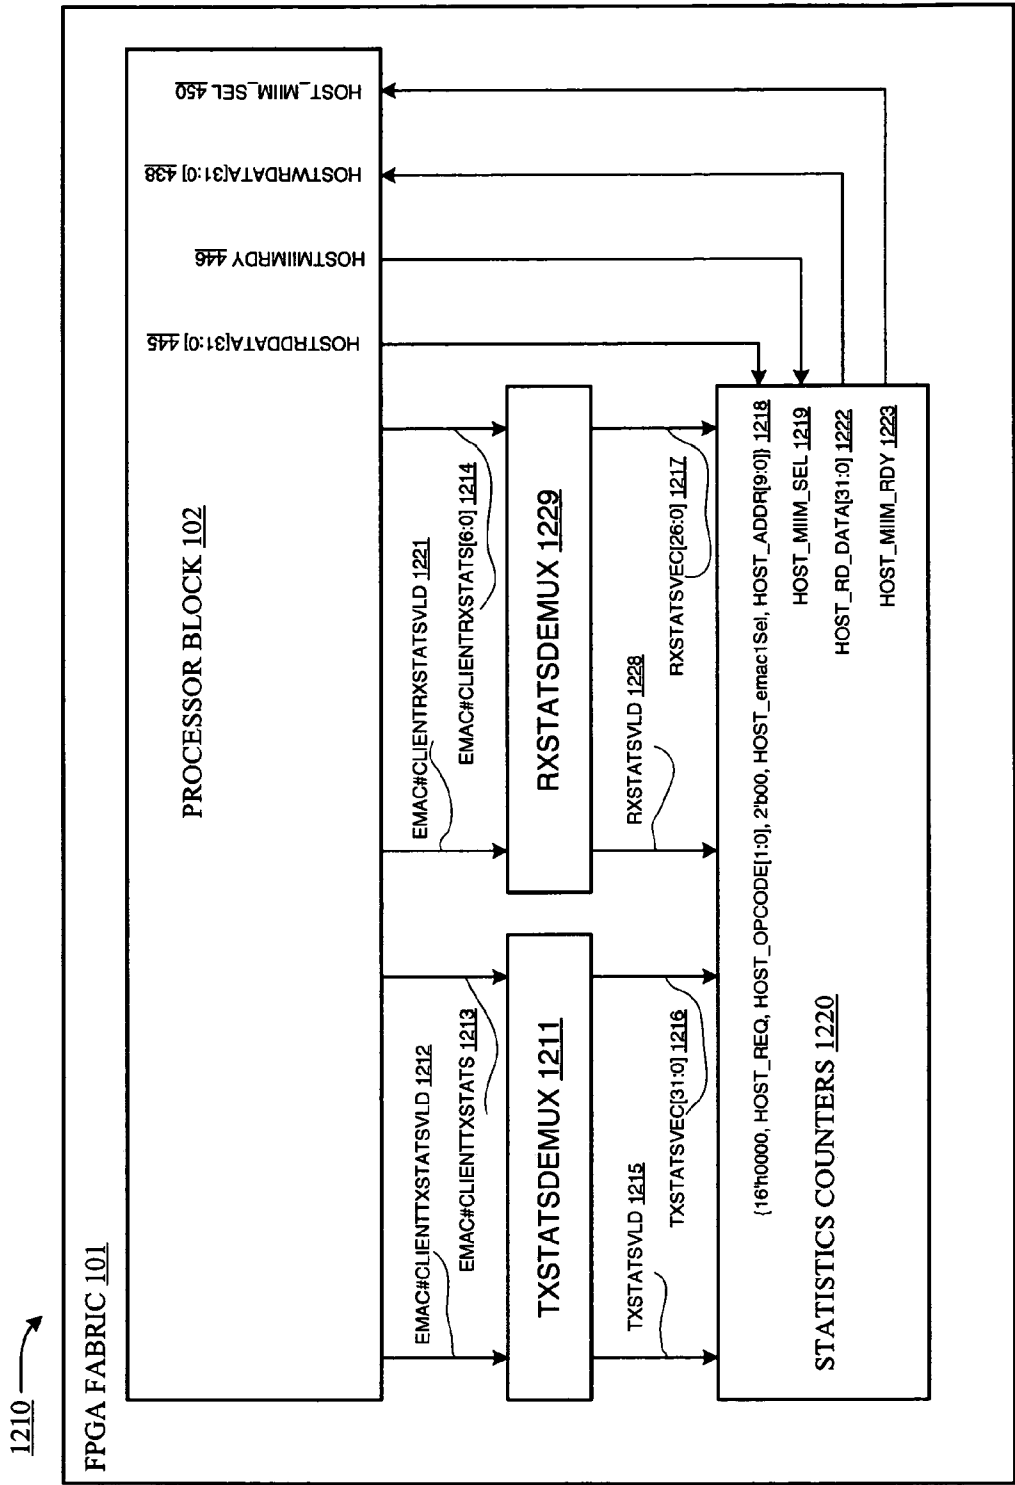 1210
FPGA FABRIC 101
PROCESSOR BLOCK 102
HOSTRDDATA[31:0] 445
HOSTMIIMRDY 446
HOSTWRDATA[31:0] 438
HOST_MIIM_SEL 450
EMAC#CLIENTTXSTATSVLD 1212
EMAC#CLIENTTXSTATS 1213
EMAC#CLIENTRXSTATSVLD 1221
EMAC#CLIENTRXSTATS[6:0] 1214
TXSTATSDEMUX 1211
RXSTATSDEMUX 1229
TXSTATSVLD 1215
TXSTATSVEC[31:0] 1216
RXSTATSVLD 1228
RXSTATSVEC[26:0] 1217
{16'h0000, HOST_REQ, HOST_OPCODE[1:0], 2'b00, HOST_emac1Sel, HOST_ADDR[9:0]} 1218
HOST_MIIM_SEL 1219
HOST_RD_DATA[31:0] 1222
HOST_MIIM_RDY 1223
STATISTICS COUNTERS 1220